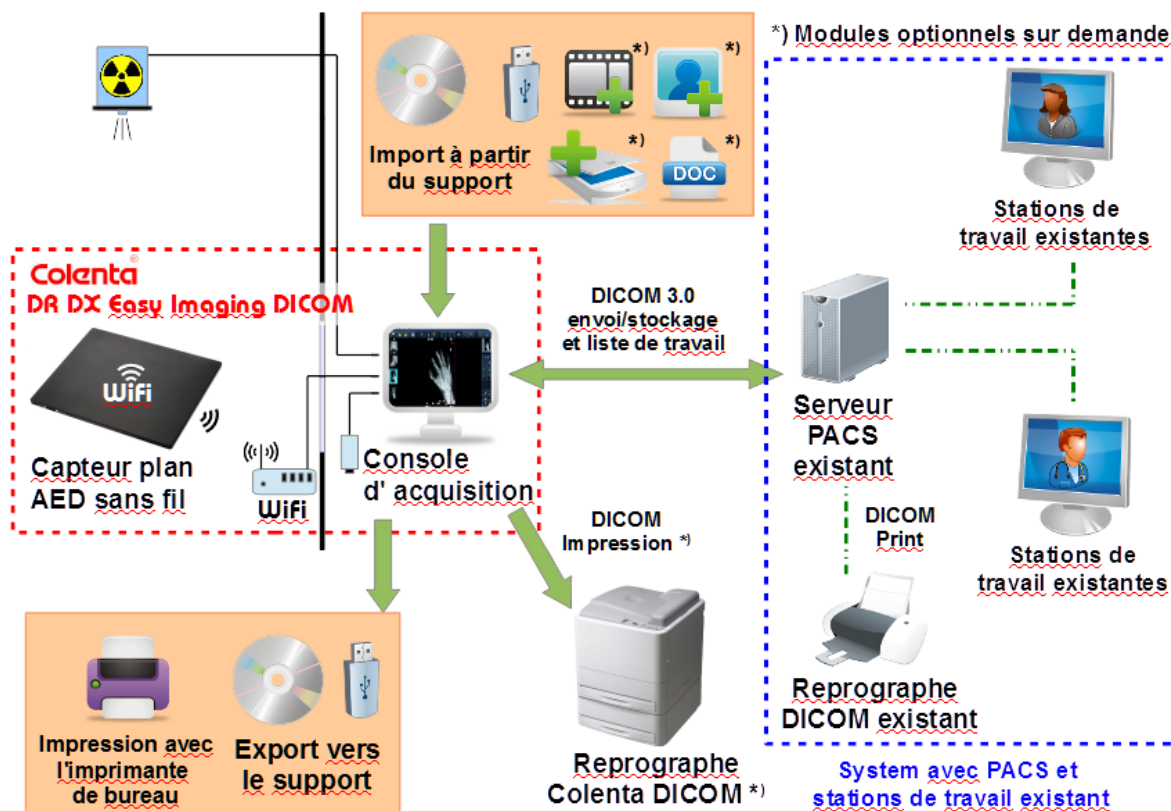 *) Modules optionnels sur demande
*)
*)
Import à partir
du support
*)
*)
DOC
Stations de
travail existantes
Colenta®
DR DX Easy Imaging DICOM
WiFi
Capteur plan
AED sans fil
WiFi
Console
d' acquisition
DICOM 3.0
envoi/stockage
et liste de travail
Serveur
PACS
existant
Stations de
travail existantes
DICOM
Impression *)
DICOM
Print
Impression avec
l'imprimante
de bureau
Export vers
le support
Reprographe
Colenta DICOM *)
Reprographe
DICOM existant
System avec PACS et
stations de travail existant